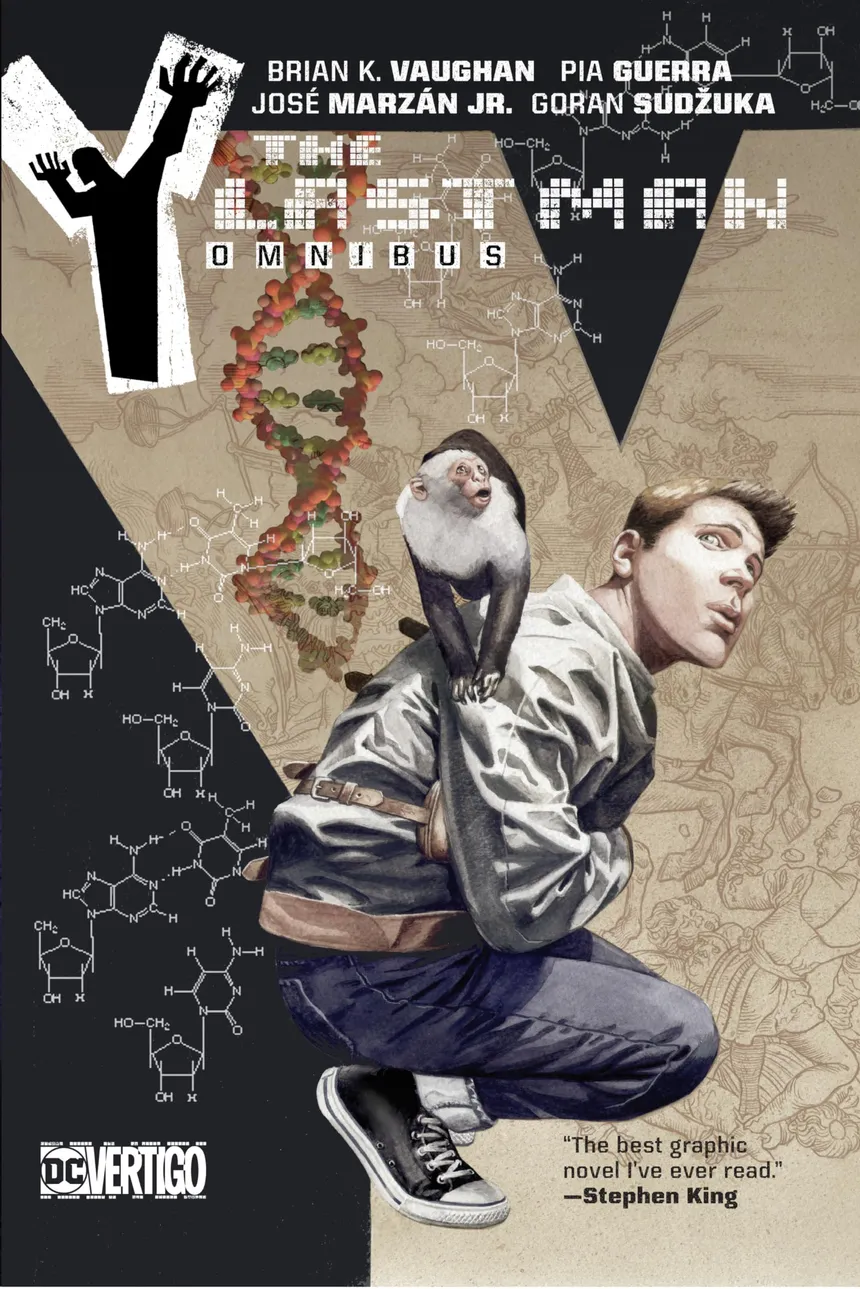 BRIAN K. VAUGHAN PIA GUERRA
JOSÉ MARZÁN JR. GORAN SUDŽUKA
Y
THE
LAST MAN
OMNIBUS
DC VERTIGO
“The best graphic
novel I've ever read.”
—Stephen King